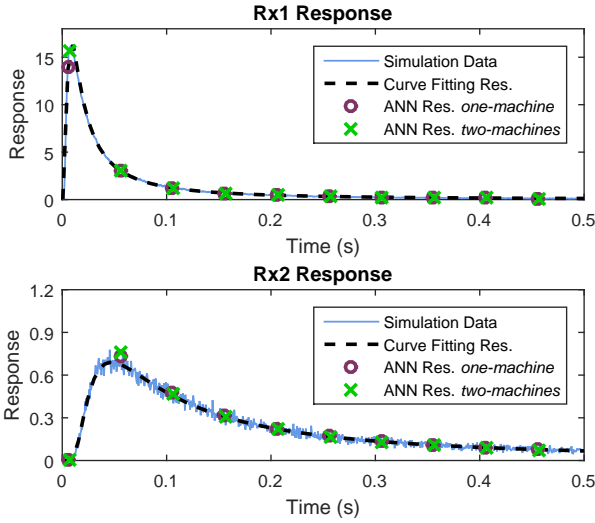 Rx1 Response
15
10
5
0
Response
Simulation Data
Curve Fitting Res.
ANN Res. one-machine
ANN Res. two-machines
0 0.1 0.2 0.3 0.4 0.5
Time (s)
Rx2 Response
1.2
0.9
0.6
0.3
0
Response
Simulation Data
Curve Fitting Res.
ANN Res. one-machine
ANN Res. two-machines
0 0.1 0.2 0.3 0.4 0.5
Time (s)